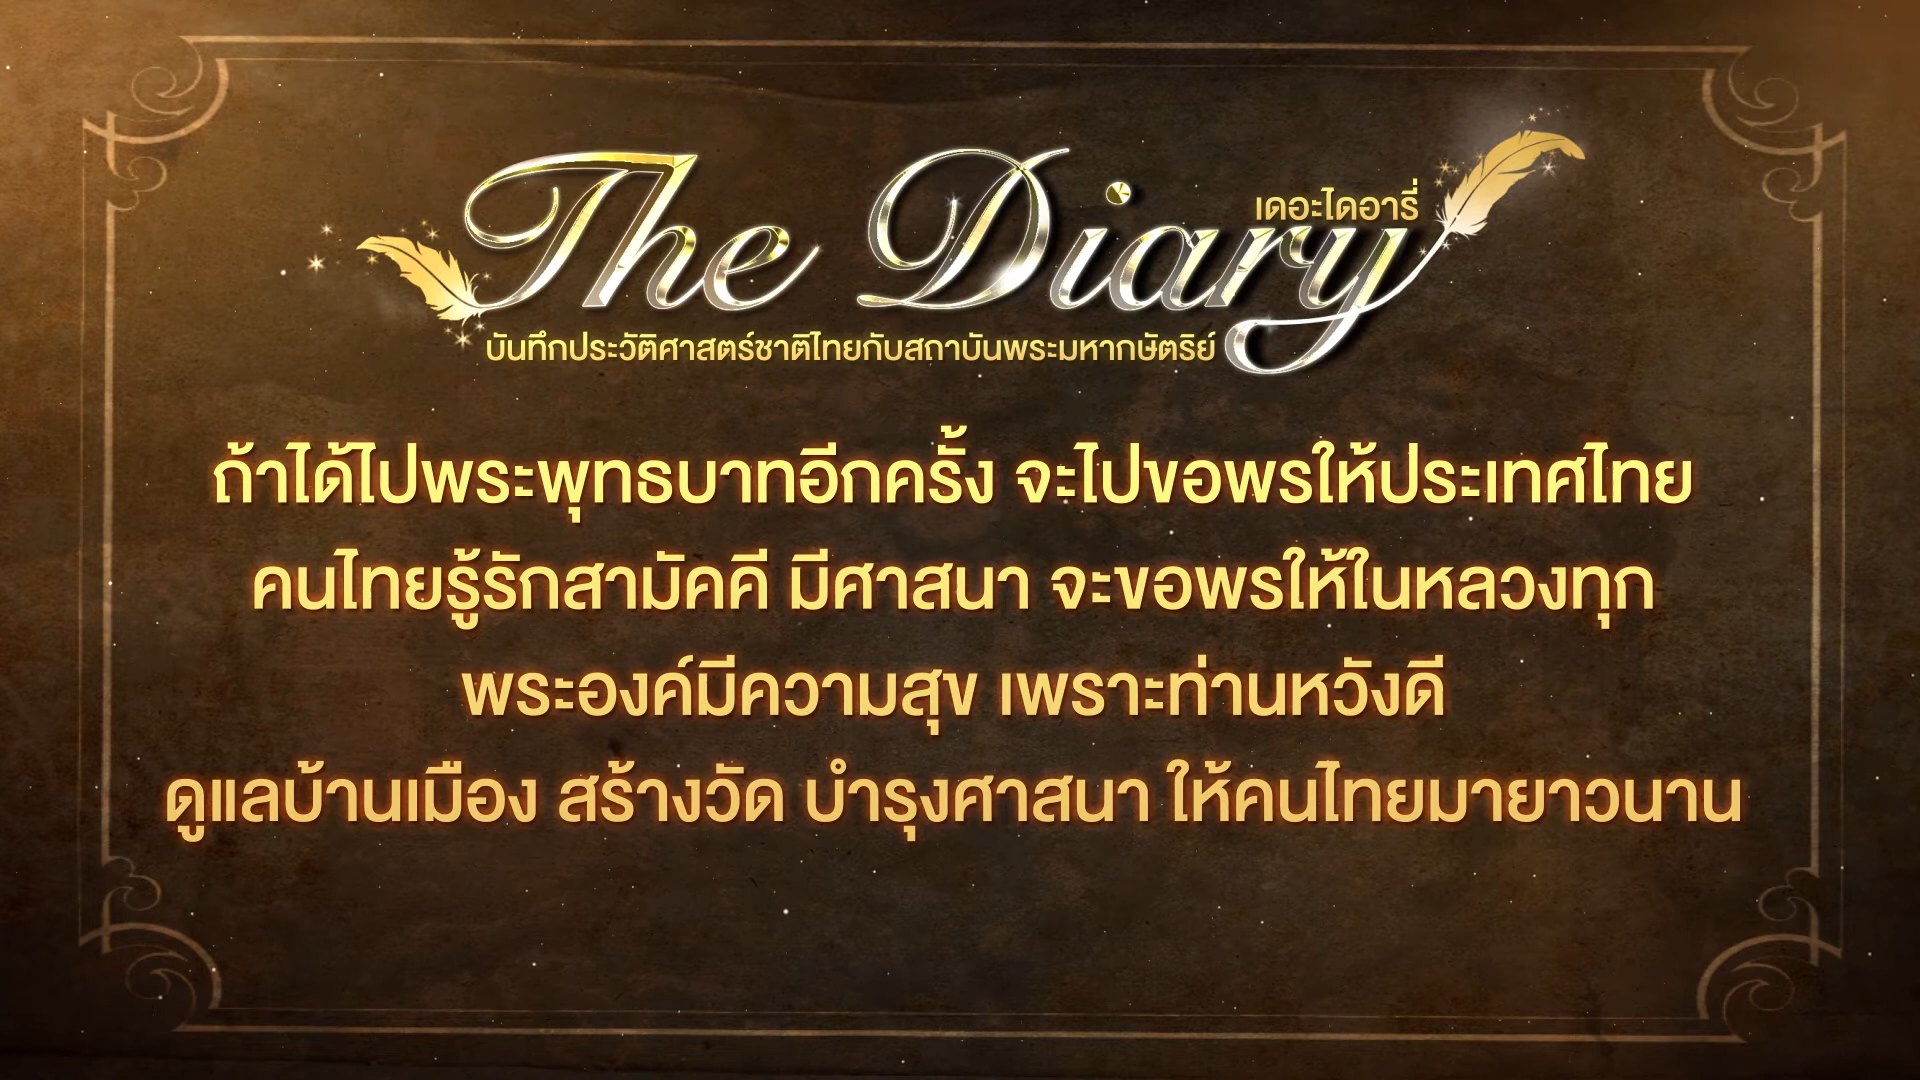 The Diary
เดอะไดอารี่
บันทึกประวัติศาสตร์ชาติไทยกับสถาบันพระมหากษัตริย์
ถ้าได้ไปพระพุทธบาทอีกครั้ง จะไปขอพรให้ประเทศไทย
คนไทยรู้รักสามัคคี มีศาสนา จะขอพรให้ในหลวงทุก
พระองค์มีความสุข เพราะท่านหวังดี
ดูแลบ้านเมือง สร้างวัด บำรุงศาสนา ให้คนไทยมายาวนาน